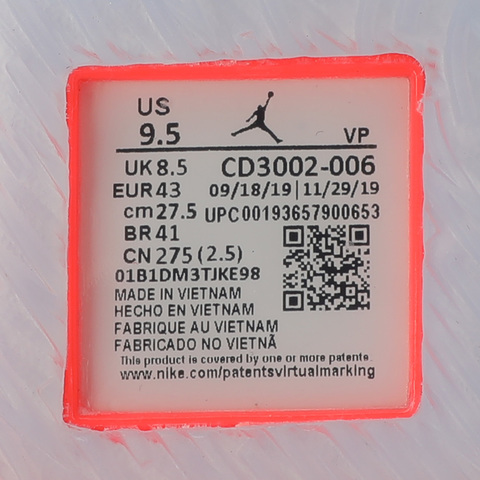 US
9.5 VP
UK 8.5 CD3002-006
EUR 43 09/18/19 | 11/29/19
cm 27.5 UPC00193657900653
BR 41
CN 275 (2.5)
01B1DM3TJKE98
MADE IN VIETNAM
HECHO EN VIETNAM
FABRIQUE AU VIETNAM
FABRICADO NO VIETNÃ
This product is covered by one or more patents.
www.nike.com/patentsvirtualmarking